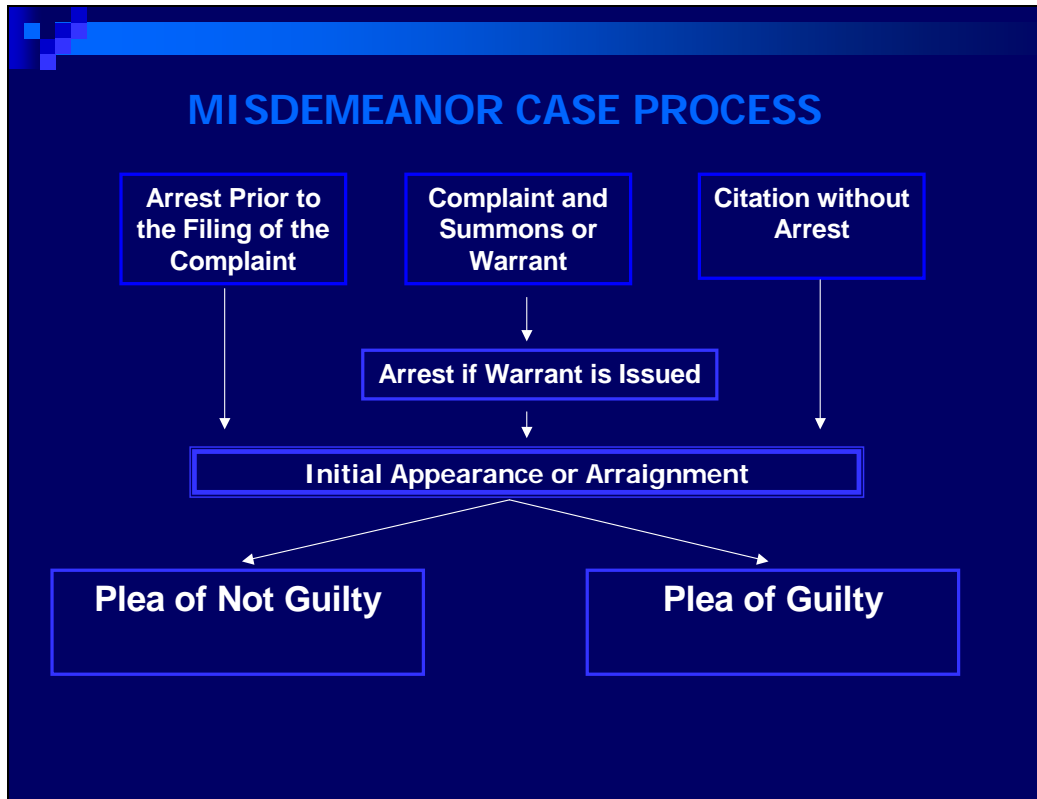 MISDEMEANOR CASE PROCESS
Arrest Prior to
the Filing of the
Complaint
Complaint and
Summons or
Warrant
Citation without
Arrest
Arrest if Warrant is Issued
Initial Appearance or Arraignment
Plea of Not Guilty
Plea of Guilty